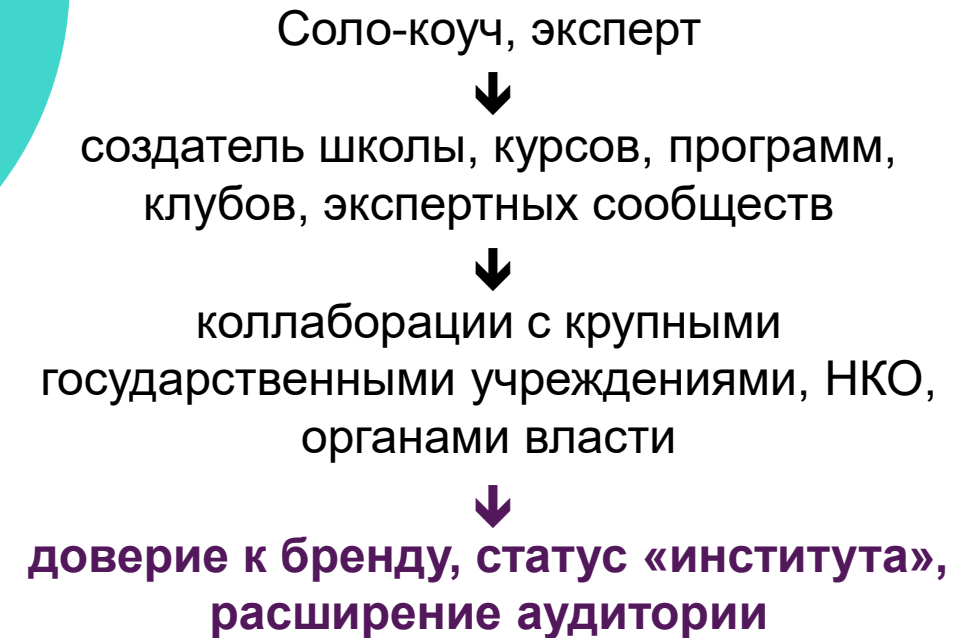 Соло-коуч, эксперт
🡻
создатель школы, курсов, программ,
клубов, экспертных сообществ
🡻
коллаборации с крупными
государственными учреждениями, НКО,
органами власти
🡻
доверие к бренду, статус «института»,
расширение аудитории